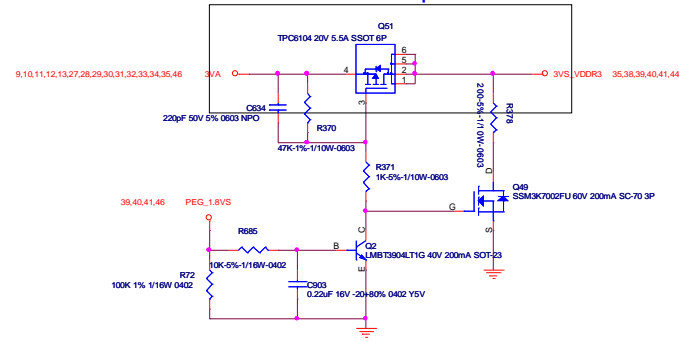 Q51
TPC6104 20V 5.5A SSOT 6P
9,10,11,12,13,27,28,29,30,31,32,33,34,35,46 3VA
4
6
5
2
1
3
3VS_VDDR3 35,38,39,40,41,44
C634
220pF 50V 5% 0603 NPO
R370
47K-1%-1/10W-0603
R378
200-5%-1/10W-0603
R371
1K-5%-1/10W-0603
D
Q49
SSM3K7002FU 60V 200mA SC-70 3P
G
S
39,40,41,46 PEG_1.8VS
R685
10K-5%-1/16W-0402
B
C
Q2
LMBT3904LT1G 40V 200mA SOT-23
E
R72
100K 1% 1/16W 0402
C903
0.22uF 16V -20+80% 0402 Y5V